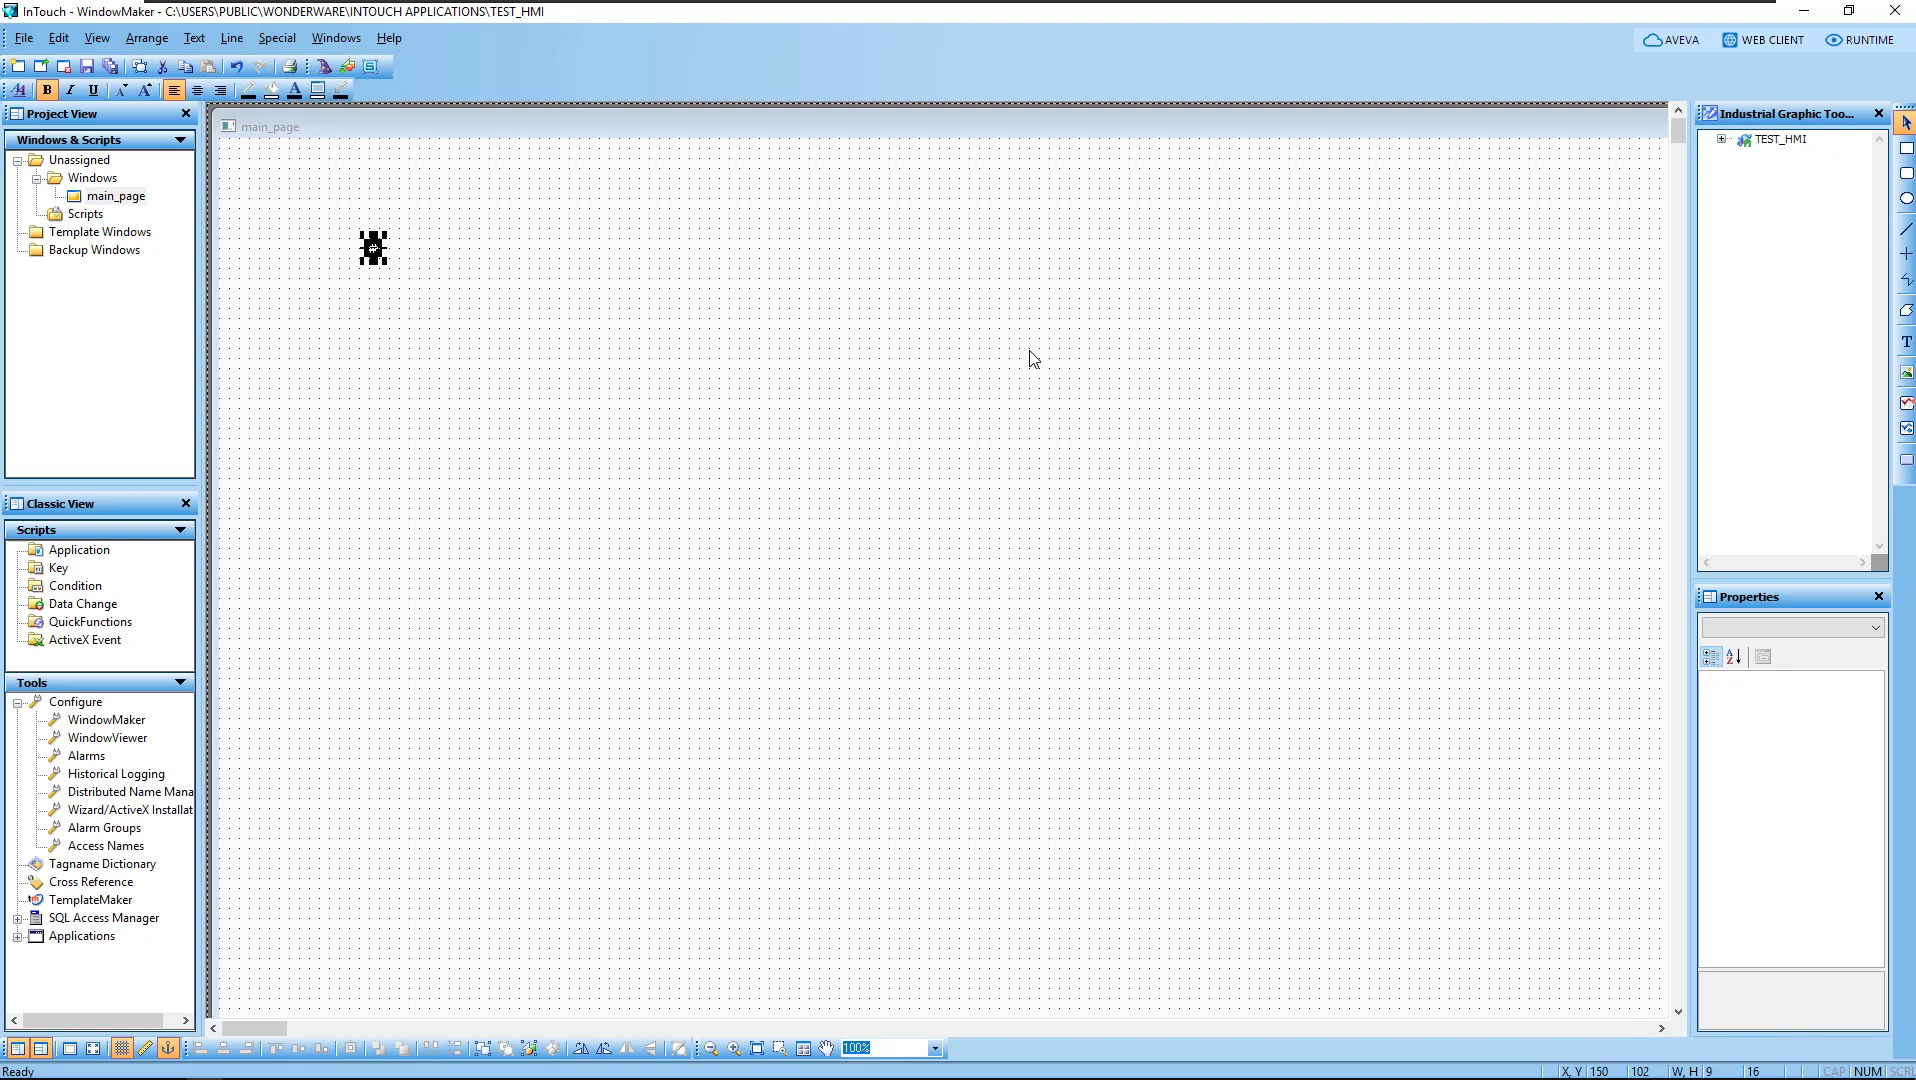 InTouch - WindowMaker - C:\USERS\PUBLIC\WONDERWARE\INTOUCH APPLICATIONS\TEST_HMI
File Edit View Arrange Text Line Special Windows Help
AVEVA WEB CLIENT RUNTIME
B I U A A A
Project View
Windows & Scripts
Unassigned
Windows
main_page
Scripts
Template Windows
Backup Windows
Classic View
Scripts
Application
Key
Condition
Data Change
QuickFunctions
ActiveX Event
Tools
Configure
WindowMaker
WindowViewer
Alarms
Historical Logging
Distributed Name Mana
Wizard/ActiveX Installat
Alarm Groups
Access Names
Tagname Dictionary
Cross Reference
TemplateMaker
SQL Access Manager
Applications
main_page
#
Industrial Graphic Too...
TEST_HMI
T
Properties
A
Z
100%
Ready
X, Y 150 102 W, H 9 16 CAP NUM SCRL